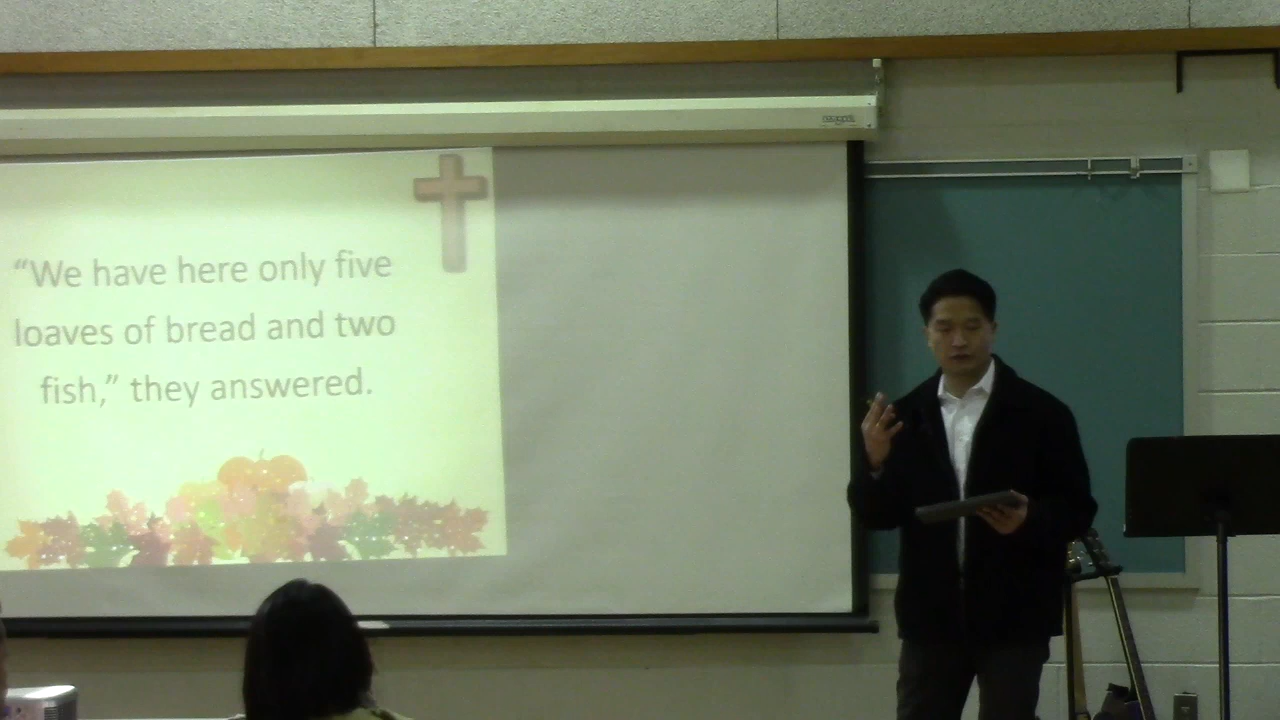 “We have here only five
loaves of bread and two
fish,” they answered.